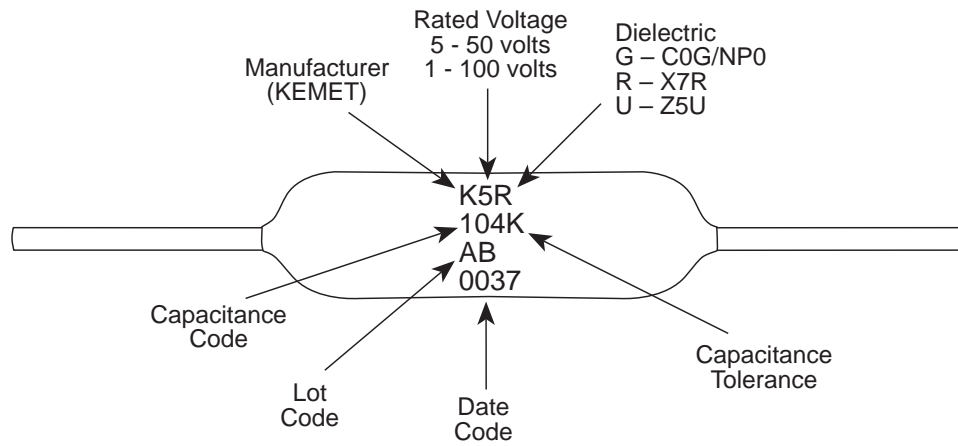 Rated Voltage
5 - 50 volts
1 - 100 volts
Dielectric
G – C0G/NP0
R – X7R
U – Z5U
Manufacturer
(KEMET)
K5R
104K
AB
0037
Capacitance
Code
Lot
Code
Date
Code
Capacitance
Tolerance